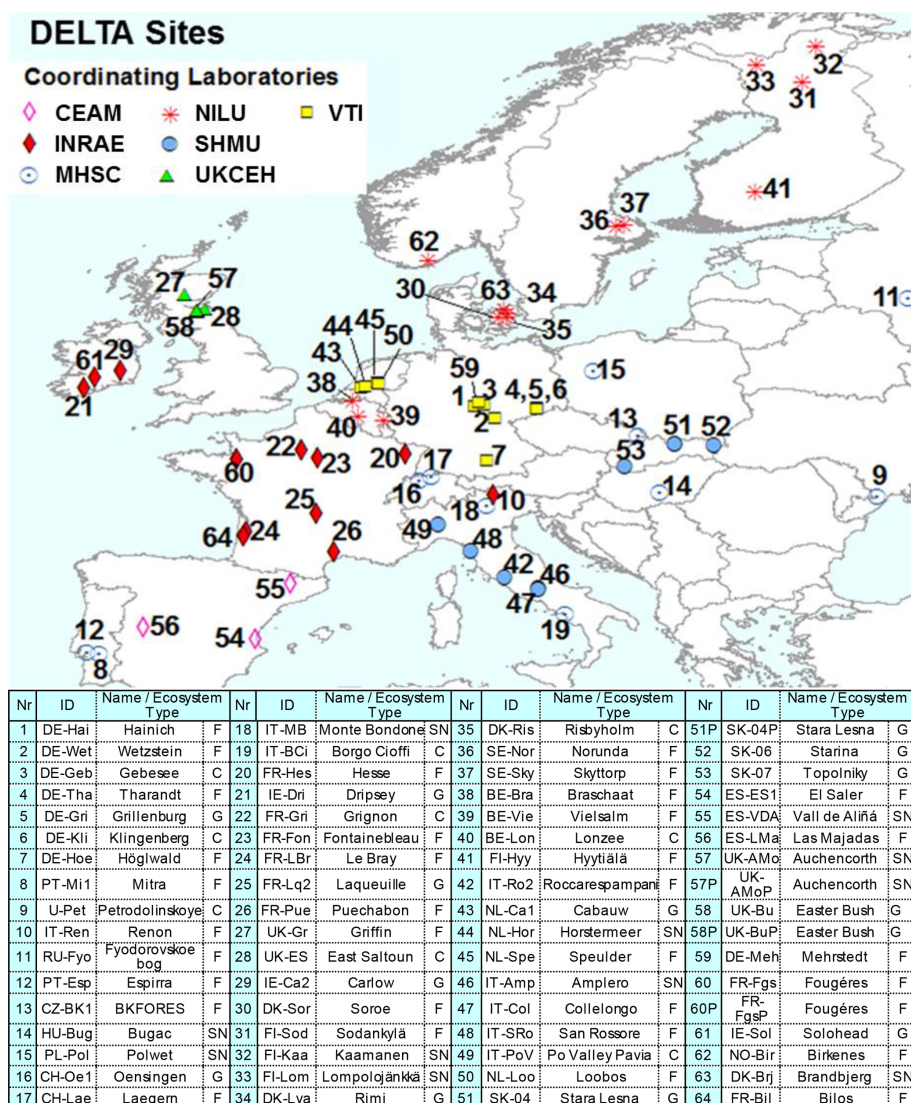 DELTA Sites
Coordinating Laboratories
CEAM NILU VTI
INRAE SHMU
MHSC UKCEH
32
33
31
41
37
36
62
27 57
30 63 34
11
58 28
35
44 45
50
61 29
43
59
15
38
1 3 4,5,6
21
39
2
13 51 52
40
22
20 17
7
53
60
23
9
16
14
25
18 10
64 24
26
49
48
42 46
55
56
47
12
54
19
8
Nr ID Name / Ecosystem Type Nr ID Name / Ecosystem Type Nr ID Name / Ecosystem Type Nr ID Name / Ecosystem Type
1 DE-Hai Hainich F 18 IT-MB Monte Bondone SN 35 DK-Ris Risbyholm C 51P SK-04P Stara Lesna G
2 DE-Wet Wetzstein F 19 IT-BCi Borgo Cioffi C 36 SE-Nor Norunda F 52 SK-06 Starina G
3 DE-Geb Gebesee C 20 FR-Hes Hesse F 37 SE-Sky Skyttorp F 53 SK-07 Topolniky G
4 DE-Tha Tharandt F 21 IE-Dri Dripsey G 38 BE-Bra Braschaat F 54 ES-ES1 El Saler F
5 DE-Gri Grillenburg G 22 FR-Gri Grignon C 39 BE-Vie Vielsalm F 55 ES-VDA Vall de Aliñá SN
6 DE-Kli Klingenberg C 23 FR-Fon Fontainebleau F 40 BE-Lon Lonzee C 56 ES-LMa Las Majadas F
7 DE-Hoe Höglwald F 24 FR-LBr Le Bray F 41 FI-Hyy Hyytiälä F 57 UK-AMo Auchencorth SN
8 PT-Mi1 Mitra F 25 FR-Lq2 Laqueuille G 42 IT-Ro2 Roccarespampani F 57P UK-AMoP Auchencorth SN
9 U-Pet Petrodolinskoye C 26 FR-Pue Puechabon F 43 NL-Ca1 Cabauw G 58 UK-Bu Easter Bush G
10 IT-Ren Renon F 27 UK-Gr Griffin F 44 NL-Hor Horstermeer SN 58P UK-BuP Easter Bush G
11 RU-Fyo Fyodorovskoe bog F 28 UK-ES East Saltoun C 45 NL-Spe Speulder F 59 DE-Meh Mehrstedt F
12 PT-Esp Espirra F 29 IE-Ca2 Carlow G 46 IT-Amp Amplero SN 60 FR-Fgs Fougéres F
13 CZ-BK1 BKFORES F 30 DK-Sor Soroe F 47 IT-Col Collelongo F 60P FR-FgsP Fougéres F
14 HU-Bug Bugac SN 31 FI-Sod Sodankylä F 48 IT-SRo San Rossore F 61 IE-Sol Solohead G
15 PL-Pol Polwet SN 32 FI-Kaa Kaamanen SN 49 IT-PoV Po Valley Pavia C 62 NO-Bir Birkenes F
16 CH-Oe1 Oensingen G 33 FI-Lom Lompolojänkkä SN 50 NL-Loo Loobos F 63 DK-Brj Brandbjerg SN
17 CH-Lae Laegern F 34 DK-Lva Rimi G 51 SK-04 Stara Lesna G 64 FR-Bil Bilos F